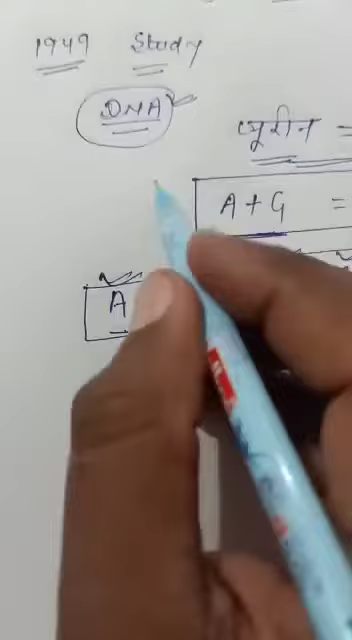 1949 Study
DNA
प्यूरीन =
A + G =
A